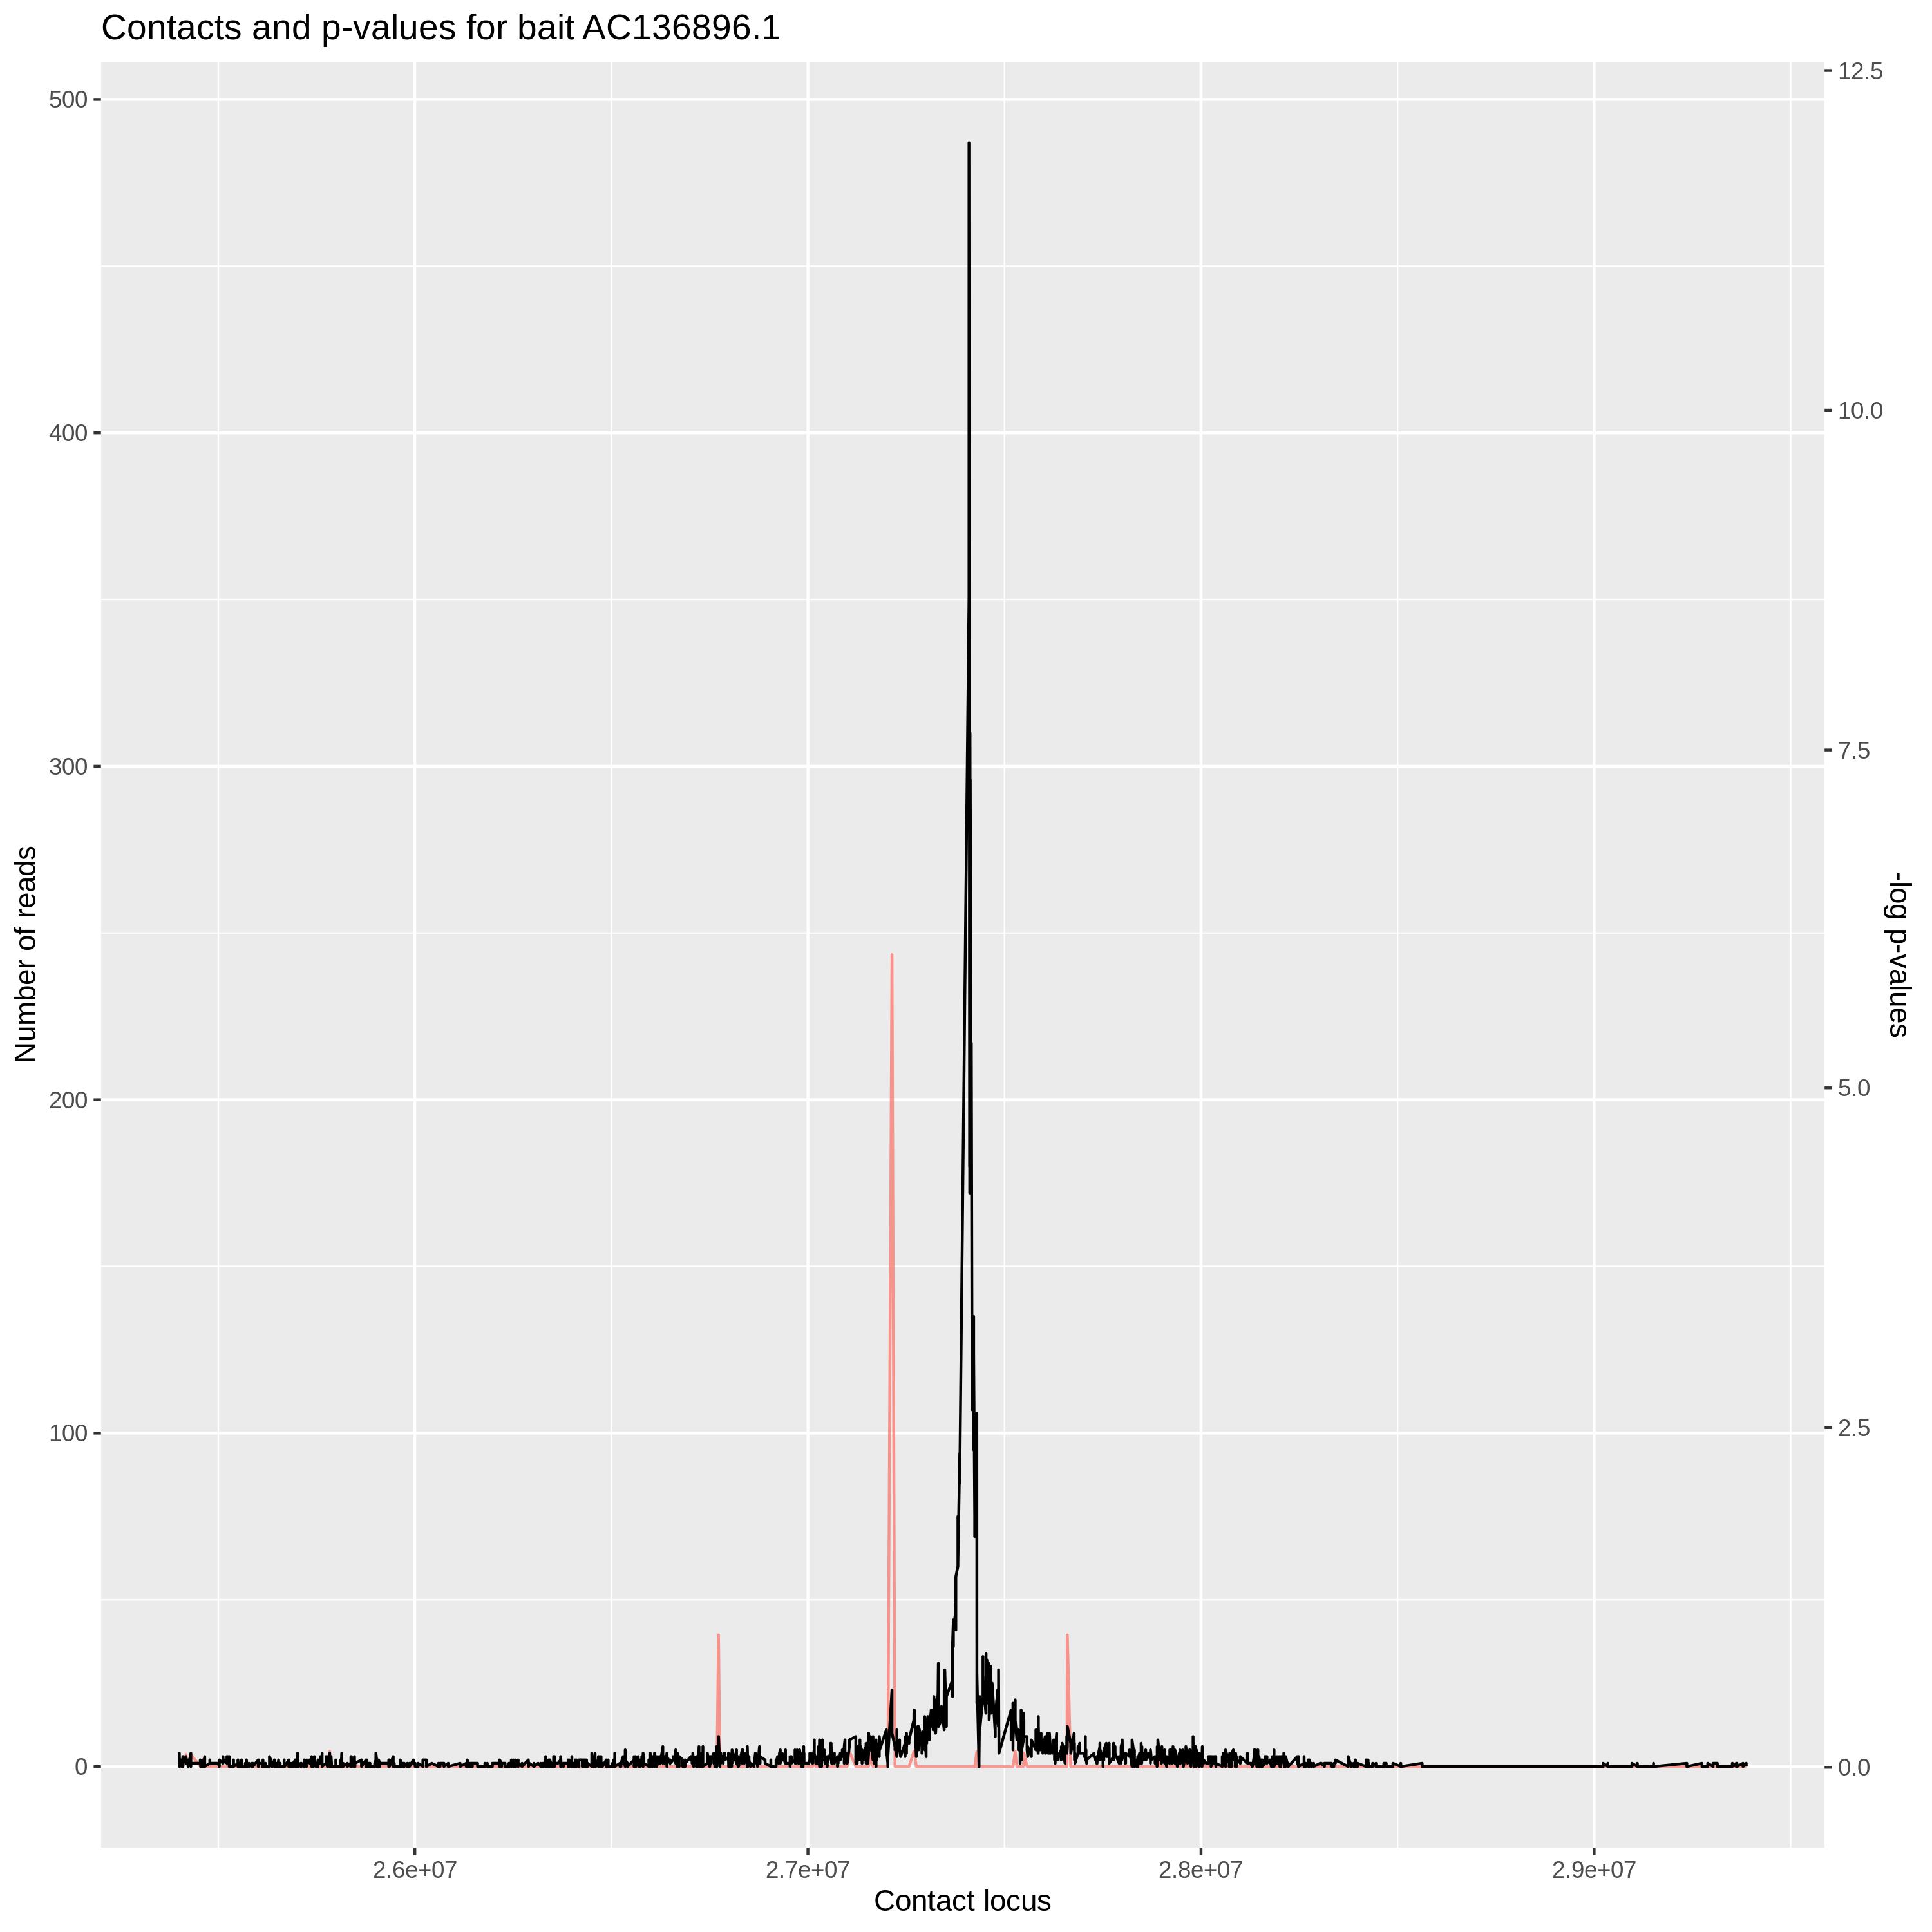 Contacts and p-values for bait AC136896.1
500
400
300
200
100
0
Number of reads
12.5
10.0
7.5
5.0
2.5
0.0
-log p-values
2.6e+07
2.7e+07
2.8e+07
2.9e+07
Contact locus